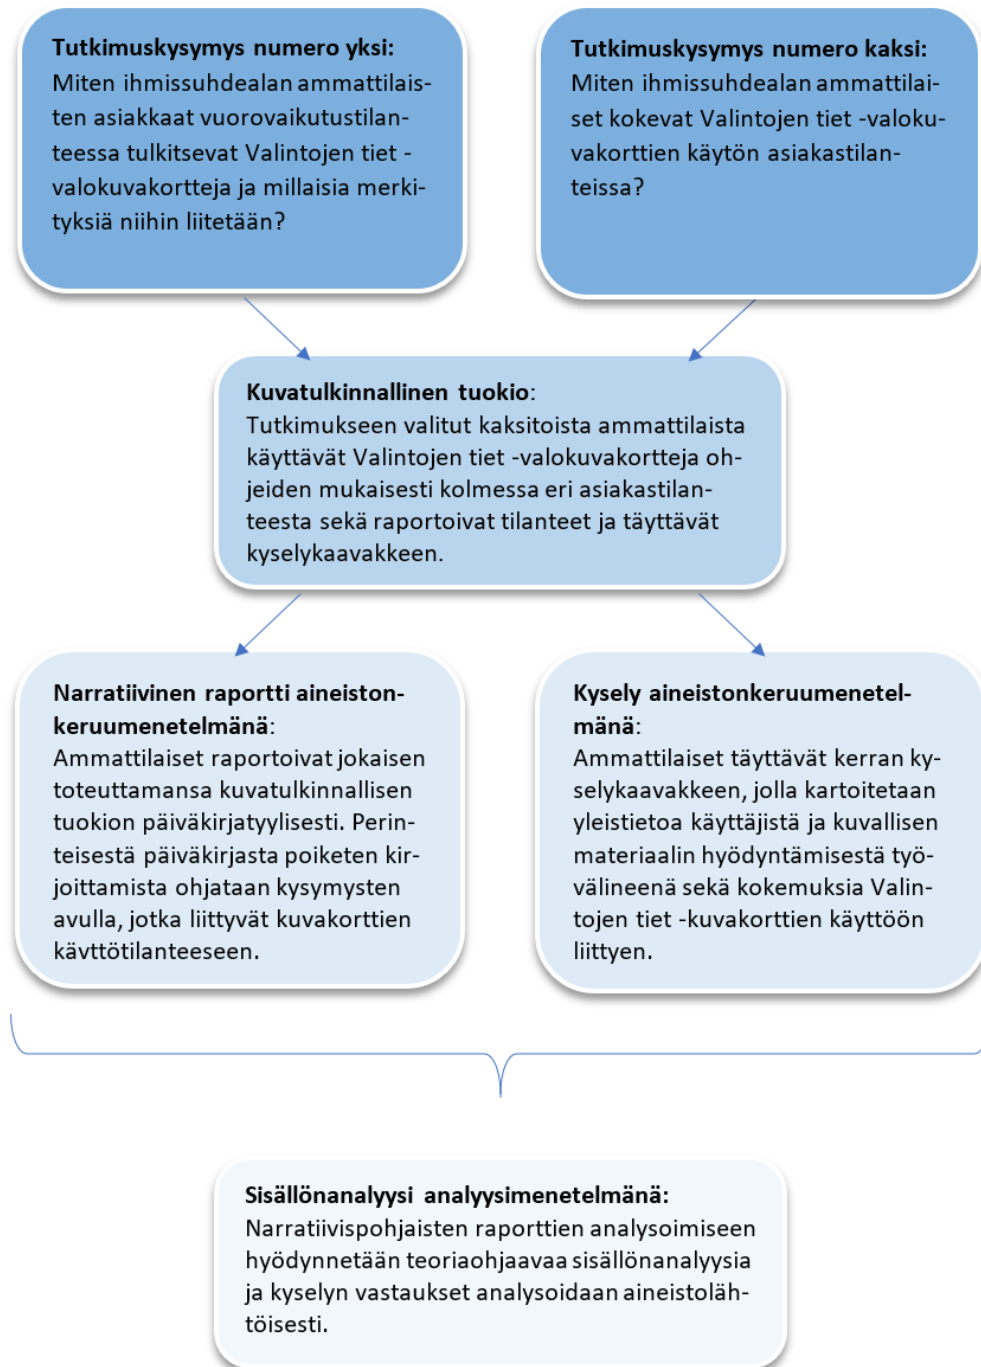 Tutkimuskysymys numero yksi:
Miten ihmissuhdealan ammattilais-
ten asiakkaat vuorovaikutustilan-
teessa tulkitsevat Valintojen tiet -
valokuvakortteja ja millaisia merki-
tyksiä niihin liitetään?
Tutkimuskysymys numero kaksi:
Miten ihmissuhdealan ammattilai-
set kokevat Valintojen tiet -valoku-
vakorttien käytön asiakastilan-
teissa?
Kuvatulkinnallinen tuokio:
Tutkimukseen valitut kaksitoista ammattilaista
käyttävät Valintojen tiet -valokuvakortteja oh-
jeiden mukaisesti kolmessa eri asiakastilan-
teesta sekä raportoivat tilanteet ja täyttävät
kyselykaavakkeen.
Narratiivinen raportti aineiston-
keruumenetelmänä:
Ammattilaiset raportoivat jokaisen
toteuttamansa kuvatulkinnallisen
tuokion päiväkirjatyylisesti. Perin-
teisestä päiväkirjasta poiketen kir-
joittamista ohjataan kysymysten
avulla, jotka liittyvät kuvakorttien
käyttötilanteeseen.
Kysely aineistonkeruumenetel-
mänä:
Ammattilaiset täyttävät kerran ky-
selykaavakkeen, jolla kartoitetaan
yleistietoa käyttäjistä ja kuvallisen
materiaalin hyödyntämisestä työ-
välineenä sekä kokemuksia Valin-
tojen tiet -kuvakorttien käyttöön
liittyen.
Sisällönanalyysi analyysimenetelmänä:
Narratiivispohjaisten raporttien analysoimiseen
hyödynnetään teoriaohjaavaa sisällönanalyysia
ja kyselyn vastaukset analysoidaan aineistoläh-
töisesti.